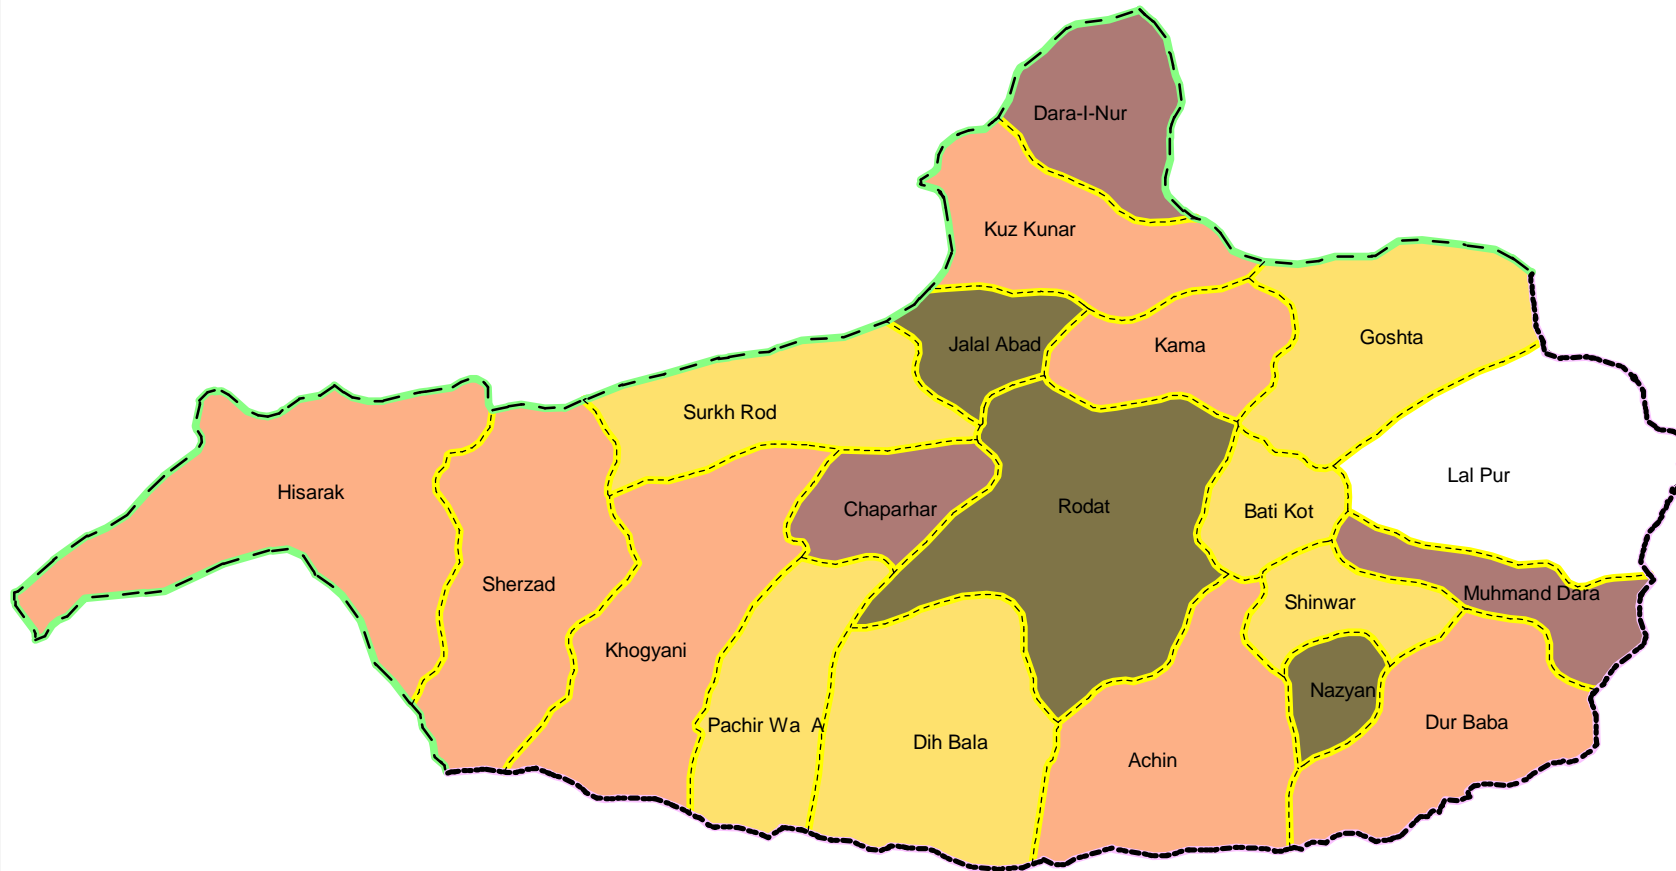 Dara-I-Nur
Kuz Kunar
Goshta
Jalal Abad
Kama
Surkh Rod
Lal Pur
Hisarak
Chaparhar
Rodat
Bati Kot
Sherzad
Muhmand Dara
Shinwar
Khogyani
Nazyan
Pachir Wa A
Dur Baba
Dih Bala
Achin